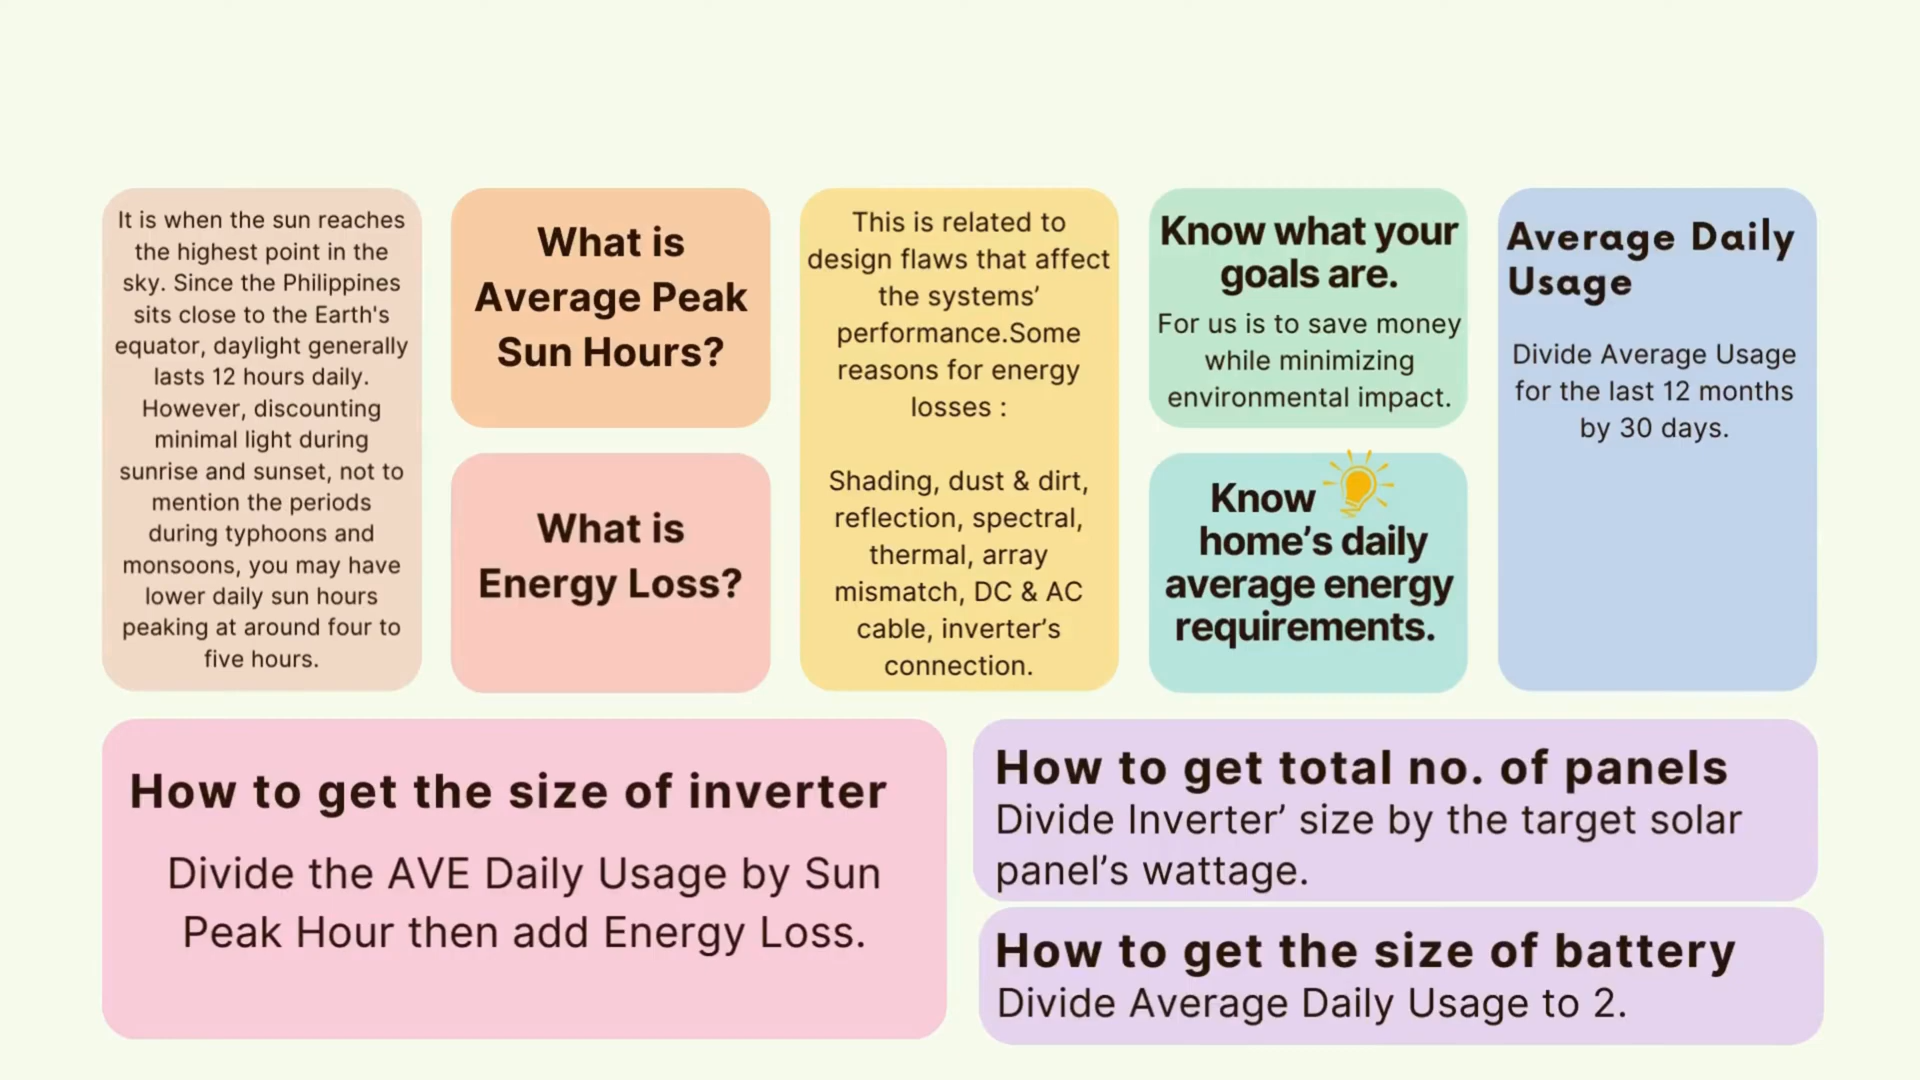 It is when the sun reaches
the highest point in the
sky. Since the Philippines
sits close to the Earth's
equator, daylight generally
lasts 12 hours daily.
However, discounting
minimal light during
sunrise and sunset, not to
mention the periods
during typhoons and
monsoons, you may have
lower daily sun hours
peaking at around four to
five hours.
What is
Average Peak
Sun Hours?
What is
Energy Loss?
This is related to
design flaws that affect
the systems’
performance.Some
reasons for energy
losses :
Shading, dust & dirt,
reflection, spectral,
thermal, array
mismatch, DC & AC
cable, inverter’s
connection.
Know what your
goals are.
For us is to save money
while minimizing
environmental impact.
Know
home’s daily
average energy
requirements.
Average Daily
Usage
Divide Average Usage
for the last 12 months
by 30 days.
How to get the size of inverter
Divide the AVE Daily Usage by Sun
Peak Hour then add Energy Loss.
How to get total no. of panels
Divide Inverter’ size by the target solar
panel’s wattage.
How to get the size of battery
Divide Average Daily Usage to 2.